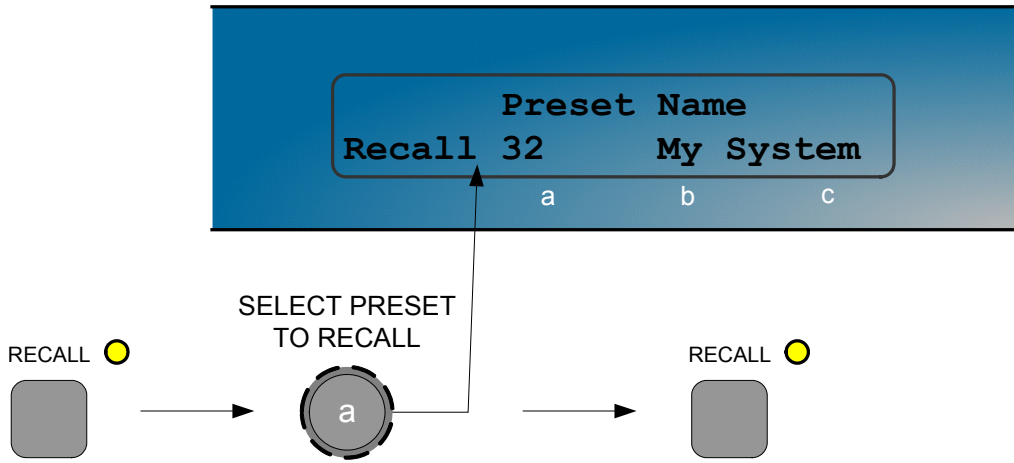 Preset Name
Recall 32 My System
a b c
SELECT PRESET
TO RECALL
RECALL
a
RECALL